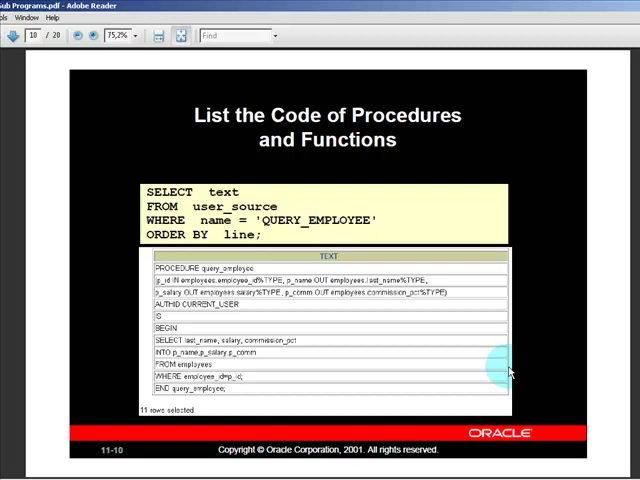 Sub Programs.pdf - Adobe Reader
ols Window Help
10 / 20 75,2% Find
List the Code of Procedures
and Functions
SELECT text
FROM user_source
WHERE name = 'QUERY_EMPLOYEE'
ORDER BY line;
TEXT
PROCEDURE query_employee
(p_id IN employees.employee_id%TYPE, p_name OUT employees.last_name%TYPE,
p_salary OUT employees.salary%TYPE, p_comm OUT employees.commission_pct%TYPE)
AUTHID CURRENT_USER
IS
BEGIN
SELECT last_name, salary, commission_pct
INTO p_name,p_salary,p_comm
FROM employees
WHERE employee_id=p_id;
END query_employee;
11 rows selected
ORACLE
11-10 Copyright © Oracle Corporation, 2001. All rights reserved.